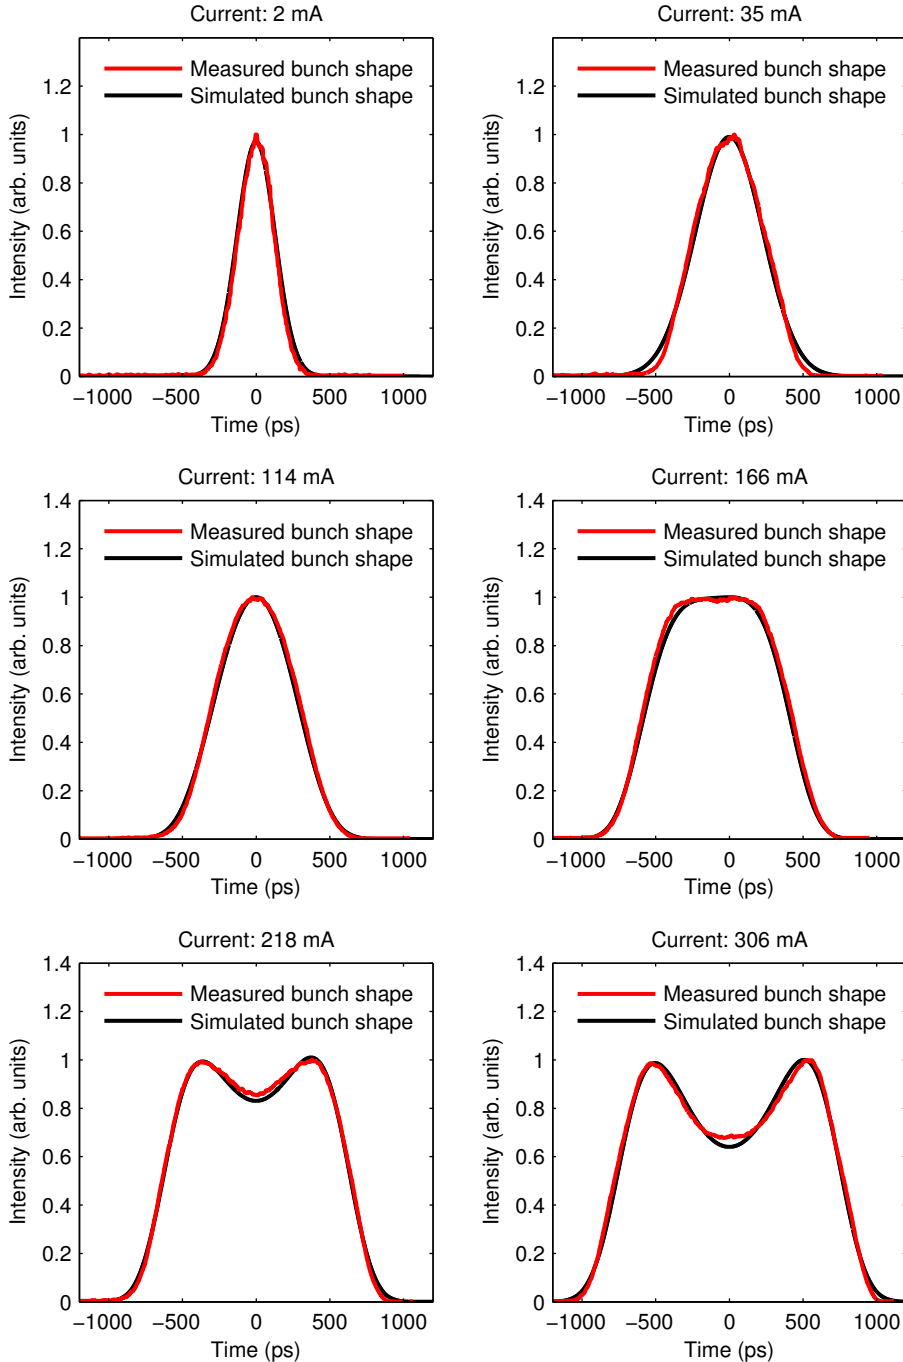 Current: 2 mA
Measured bunch shape
Simulated bunch shape
Intensity (arb. units)
1.2
1
0.8
0.6
0.4
0.2
0
−1000 −500 0 500 1000
Time (ps)
Current: 35 mA
Measured bunch shape
Simulated bunch shape
Intensity (arb. units)
1.2
1
0.8
0.6
0.4
0.2
0
−1000 −500 0 500 1000
Time (ps)
Current: 114 mA
Measured bunch shape
Simulated bunch shape
Intensity (arb. units)
1.4
1.2
1
0.8
0.6
0.4
0.2
0
−1000 −500 0 500 1000
Time (ps)
Current: 166 mA
Measured bunch shape
Simulated bunch shape
Intensity (arb. units)
1.4
1.2
1
0.8
0.6
0.4
0.2
0
−1000 −500 0 500 1000
Time (ps)
Current: 218 mA
Measured bunch shape
Simulated bunch shape
Intensity (arb. units)
1.4
1.2
1
0.8
0.6
0.4
0.2
0
−1000 −500 0 500 1000
Time (ps)
Current: 306 mA
Measured bunch shape
Simulated bunch shape
Intensity (arb. units)
1.4
1.2
1
0.8
0.6
0.4
0.2
0
−1000 −500 0 500 1000
Time (ps)